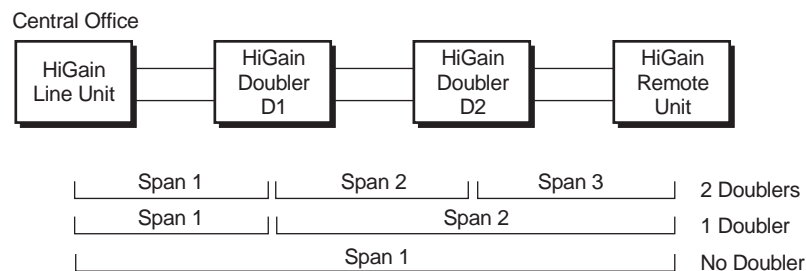 Central Office
HiGain
Line Unit
HiGain
Doubler
D1
HiGain
Doubler
D2
HiGain
Remote
Unit
Span 1
Span 2
Span 3
2 Doublers
Span 1
Span 2
1 Doubler
Span 1
No Doubler